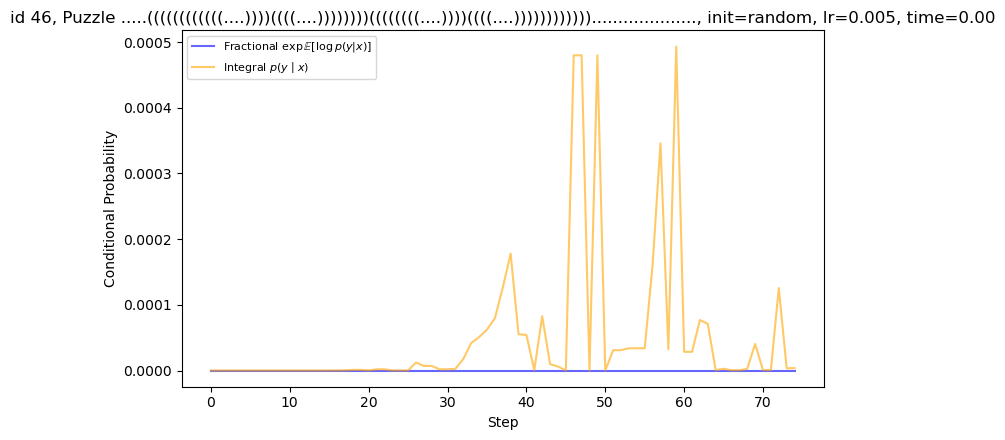 id 46, Puzzle .....((((((((((((....))))((((....))))))))((((((((....))))((((....))))))))))))....................., init=random, lr=0.005, time=0.00
Fractional exp𝔼[log p(y|x)]
Integral p(y | x)
0.0005
0.0004
0.0003
0.0002
0.0001
0.0000
Conditional Probability
0 10 20 30 40 50 60 70
Step